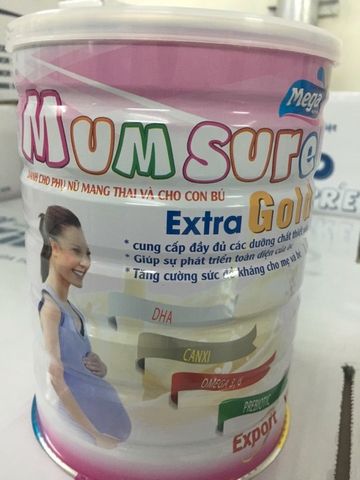 Mega
Mum sure
DÀNH CHO PHỤ NỮ MANG THAI VÀ CHO CON BÚ
Extra Gold
* cung cấp đầy đủ các dưỡng chất thiết
* Giúp sự phát triển toàn diện của
* Tăng cường sức đề kháng cho mẹ và bé
DHA
CANXI
OMEGA 3, 6
PREBIOTIC
Export